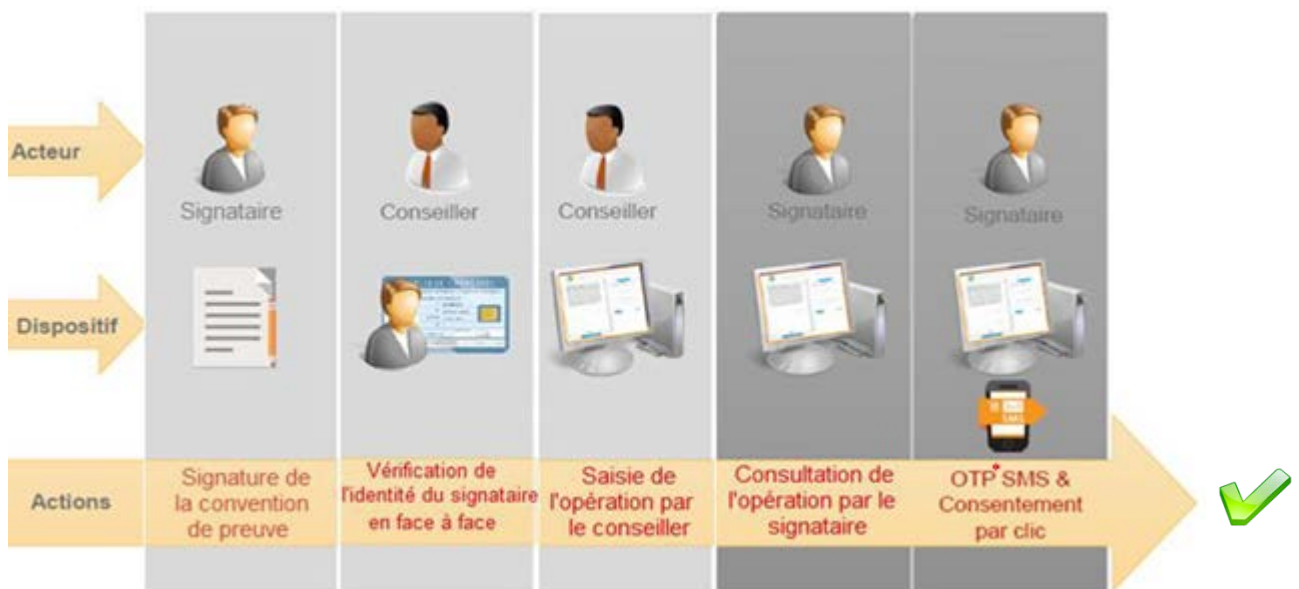 Acteur
Signataire
Conseiller
Conseiller
Signataire
Signataire
Dispositif
SMS
Actions
Signature de
la convention
de preuve
Vérification de
l'identité du signataire
en face à face
Saisie de
l'opération par
le conseiller
Consultation de
l'opération par le
signataire
OTP* SMS &
Consentement
par clic